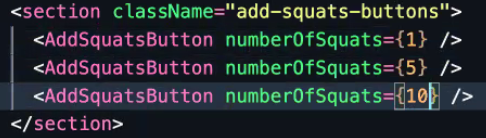 <section className="add-squats-buttons">
<AddSquatsButton numberOfSquats={1} />
<AddSquatsButton numberOfSquats={5} />
<AddSquatsButton numberOfSquats={10} />
</section>